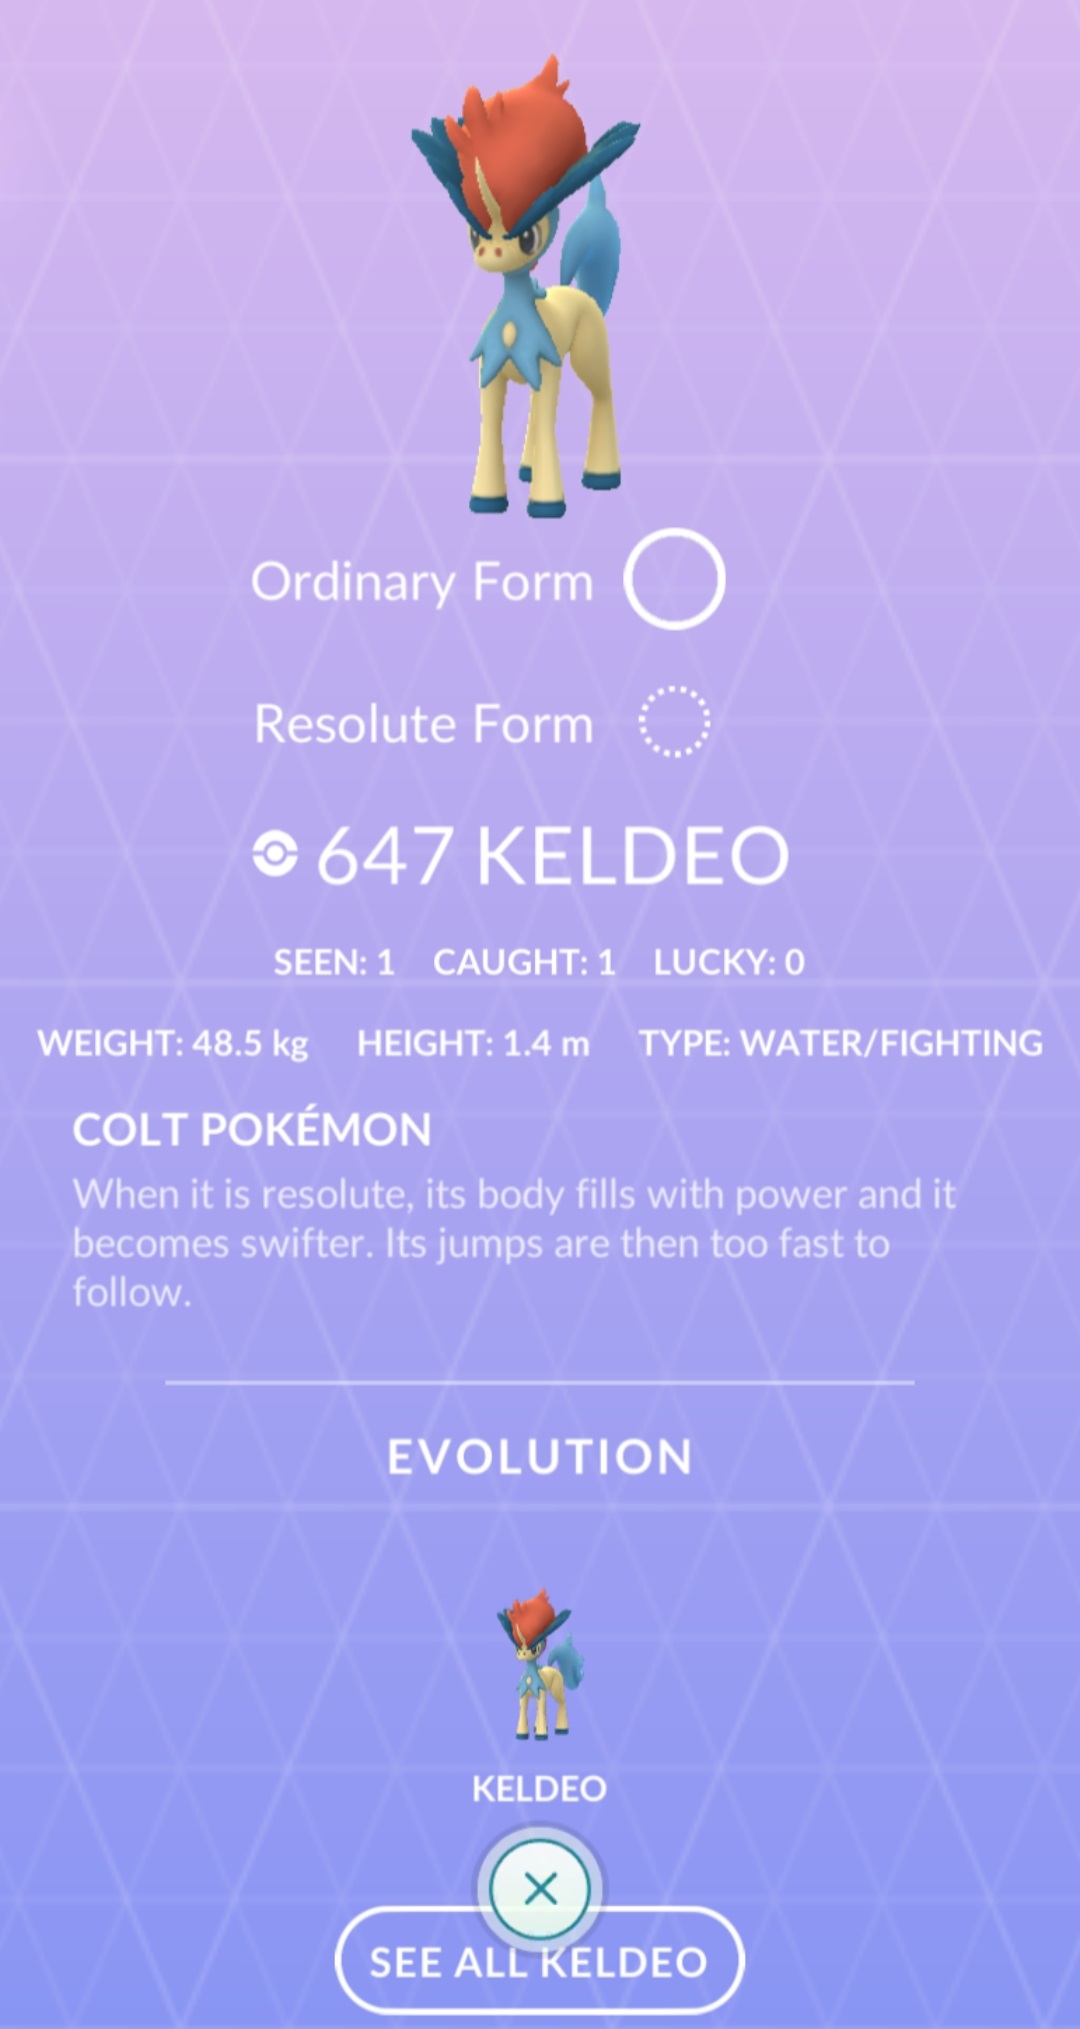 Ordinary Form
Resolute Form
647 KELDEO
SEEN: 1 CAUGHT: 1 LUCKY: 0
WEIGHT: 48.5 kg HEIGHT: 1.4 m TYPE: WATER/FIGHTING
COLT POKÉMON
When it is resolute, its body fills with power and it
becomes swifter. Its jumps are then too fast to
follow.
EVOLUTION
KELDEO
SEE ALL KELDEO